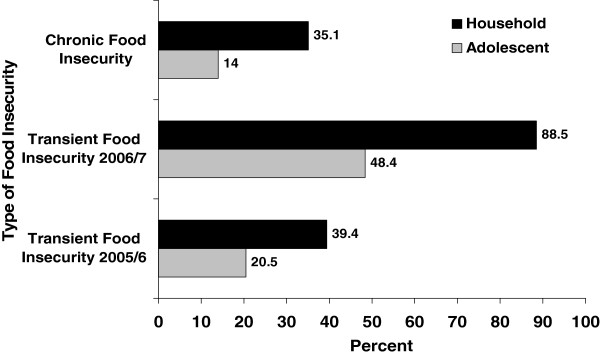 Household
Adolescent
Type of Food Insecurity
Chronic Food
Insecurity
35.1
14
Transient Food
Insecurity 2006/7
88.5
48.4
Transient Food
Insecurity 2005/6
39.4
20.5
0 10 20 30 40 50 60 70 80 90 100
Percent